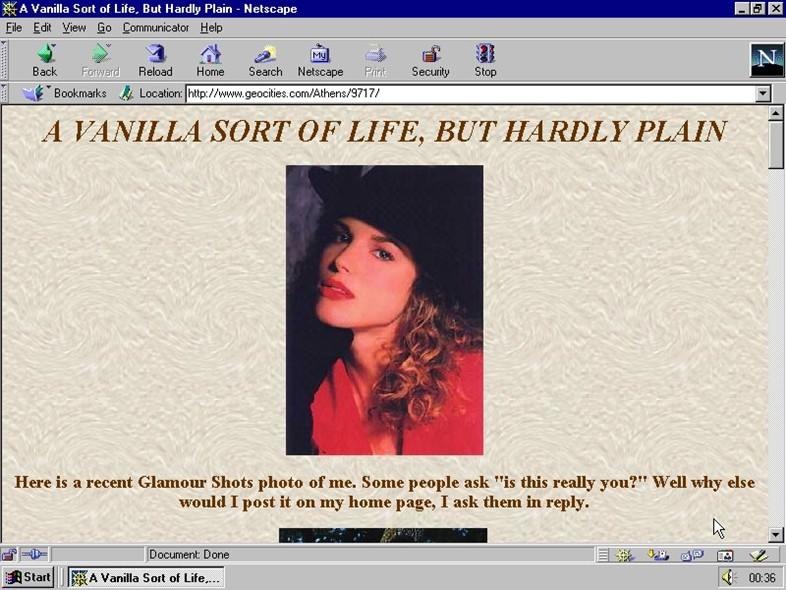 A Vanilla Sort of Life, But Hardly Plain - Netscape
File Edit View Go Communicator Help
Back Forward Reload Home Search Netscape Print Security Stop
Bookmarks Location: http://www.geocities.com/Athens/9717/
A VANILLA SORT OF LIFE, BUT HARDLY PLAIN
Here is a recent Glamour Shots photo of me. Some people ask "is this really you?" Well why else
would I post it on my home page, I ask them in reply.
Document: Done
Start A Vanilla Sort of Life,... 00:36